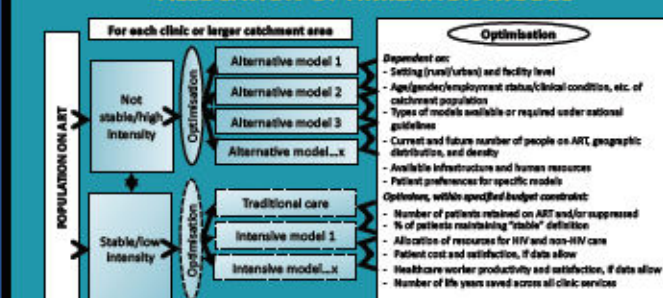 For each clinic or larger catchment area
POPULATION ON ART
Not
stable/high
intensity
Optimisation
Alternative model 1
Alternative model 2
Alternative model 3
Alternative model...x
Stable/low
intensity
Optimisation
Traditional care
Intensive model 1
Intensive model...x
Optimisation
Dependent on:
- Setting (rural/urban) and facility level
- Age/gender/employment status/clinical condition, etc. of
catchment population
- Types of models available or required under national
guidelines
- Current and future number of people on ART, geographic
distribution, and density
- Available infrastructure and human resources
- Patient preferences for specific models
Optimises, within specified budget constraint:
- Number of patients retained on ART and/or suppressed
- % of patients maintaining "stable" definition
- Allocation of resources for HIV and non-HIV care
- Patient cost and satisfaction, if data allow
- Healthcare worker productivity and satisfaction, if data allow
- Number of life years saved across all clinic services